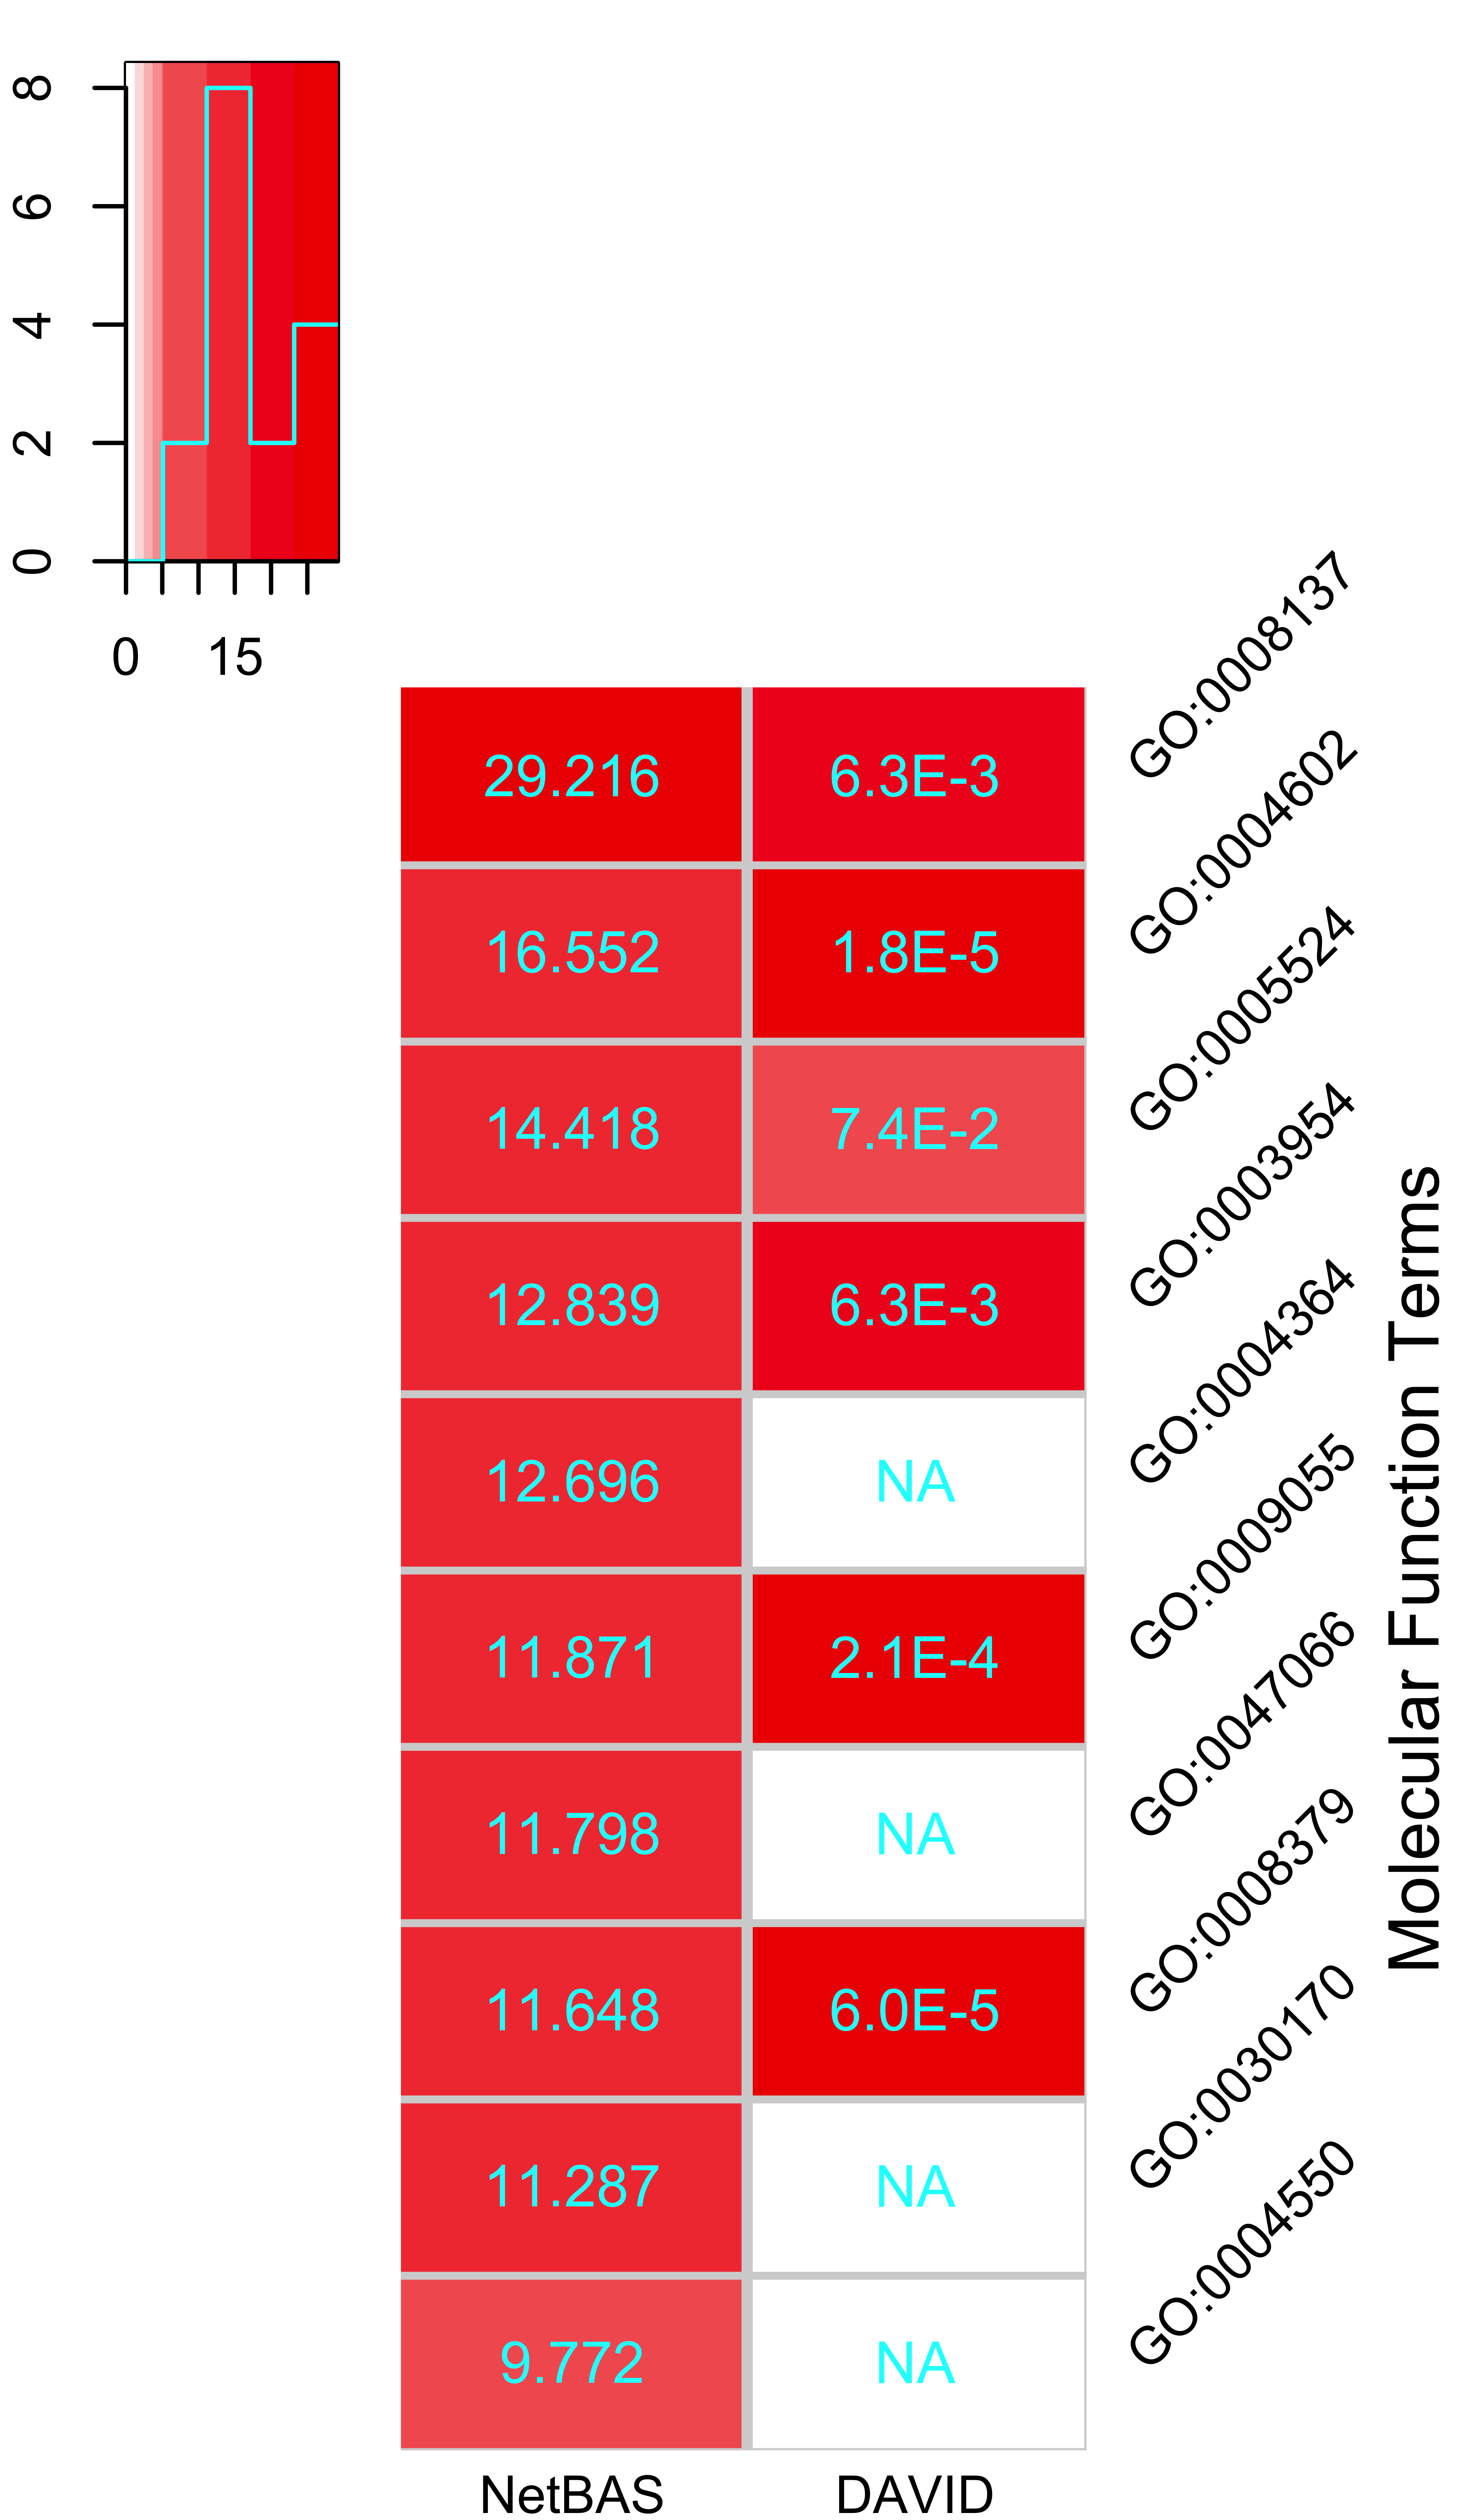 8
6
4
2
0
0 15
GO:0008137
29.216 6.3E-3
GO:0004602
16.552 1.8E-5
GO:0005524
14.418 7.4E-2
GO:0003954
12.839 6.3E-3
GO:0004364
12.696 NA
GO:0009055
11.871 2.1E-4
GO:0047066
11.798 NA
GO:0008379
11.648 6.0E-5
GO:0030170
11.287 NA
GO:0004550
9.772 NA
NetBAS DAVID
Molecular Function Terms